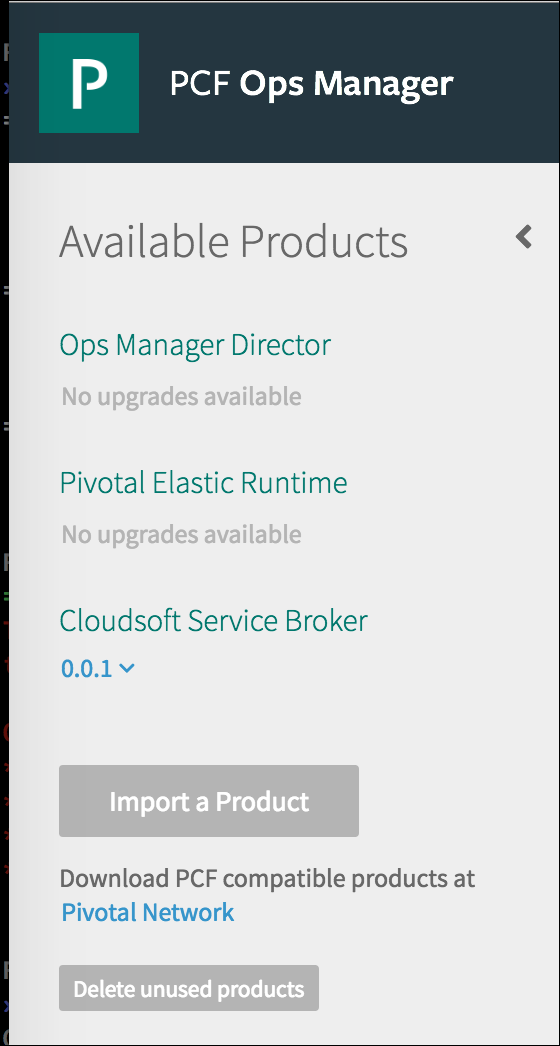 P
PCF Ops Manager
Available Products
Ops Manager Director
No upgrades available
Pivotal Elastic Runtime
No upgrades available
Cloudsoft Service Broker
0.0.1
Import a Product
Download PCF compatible products at
Pivotal Network
Delete unused products